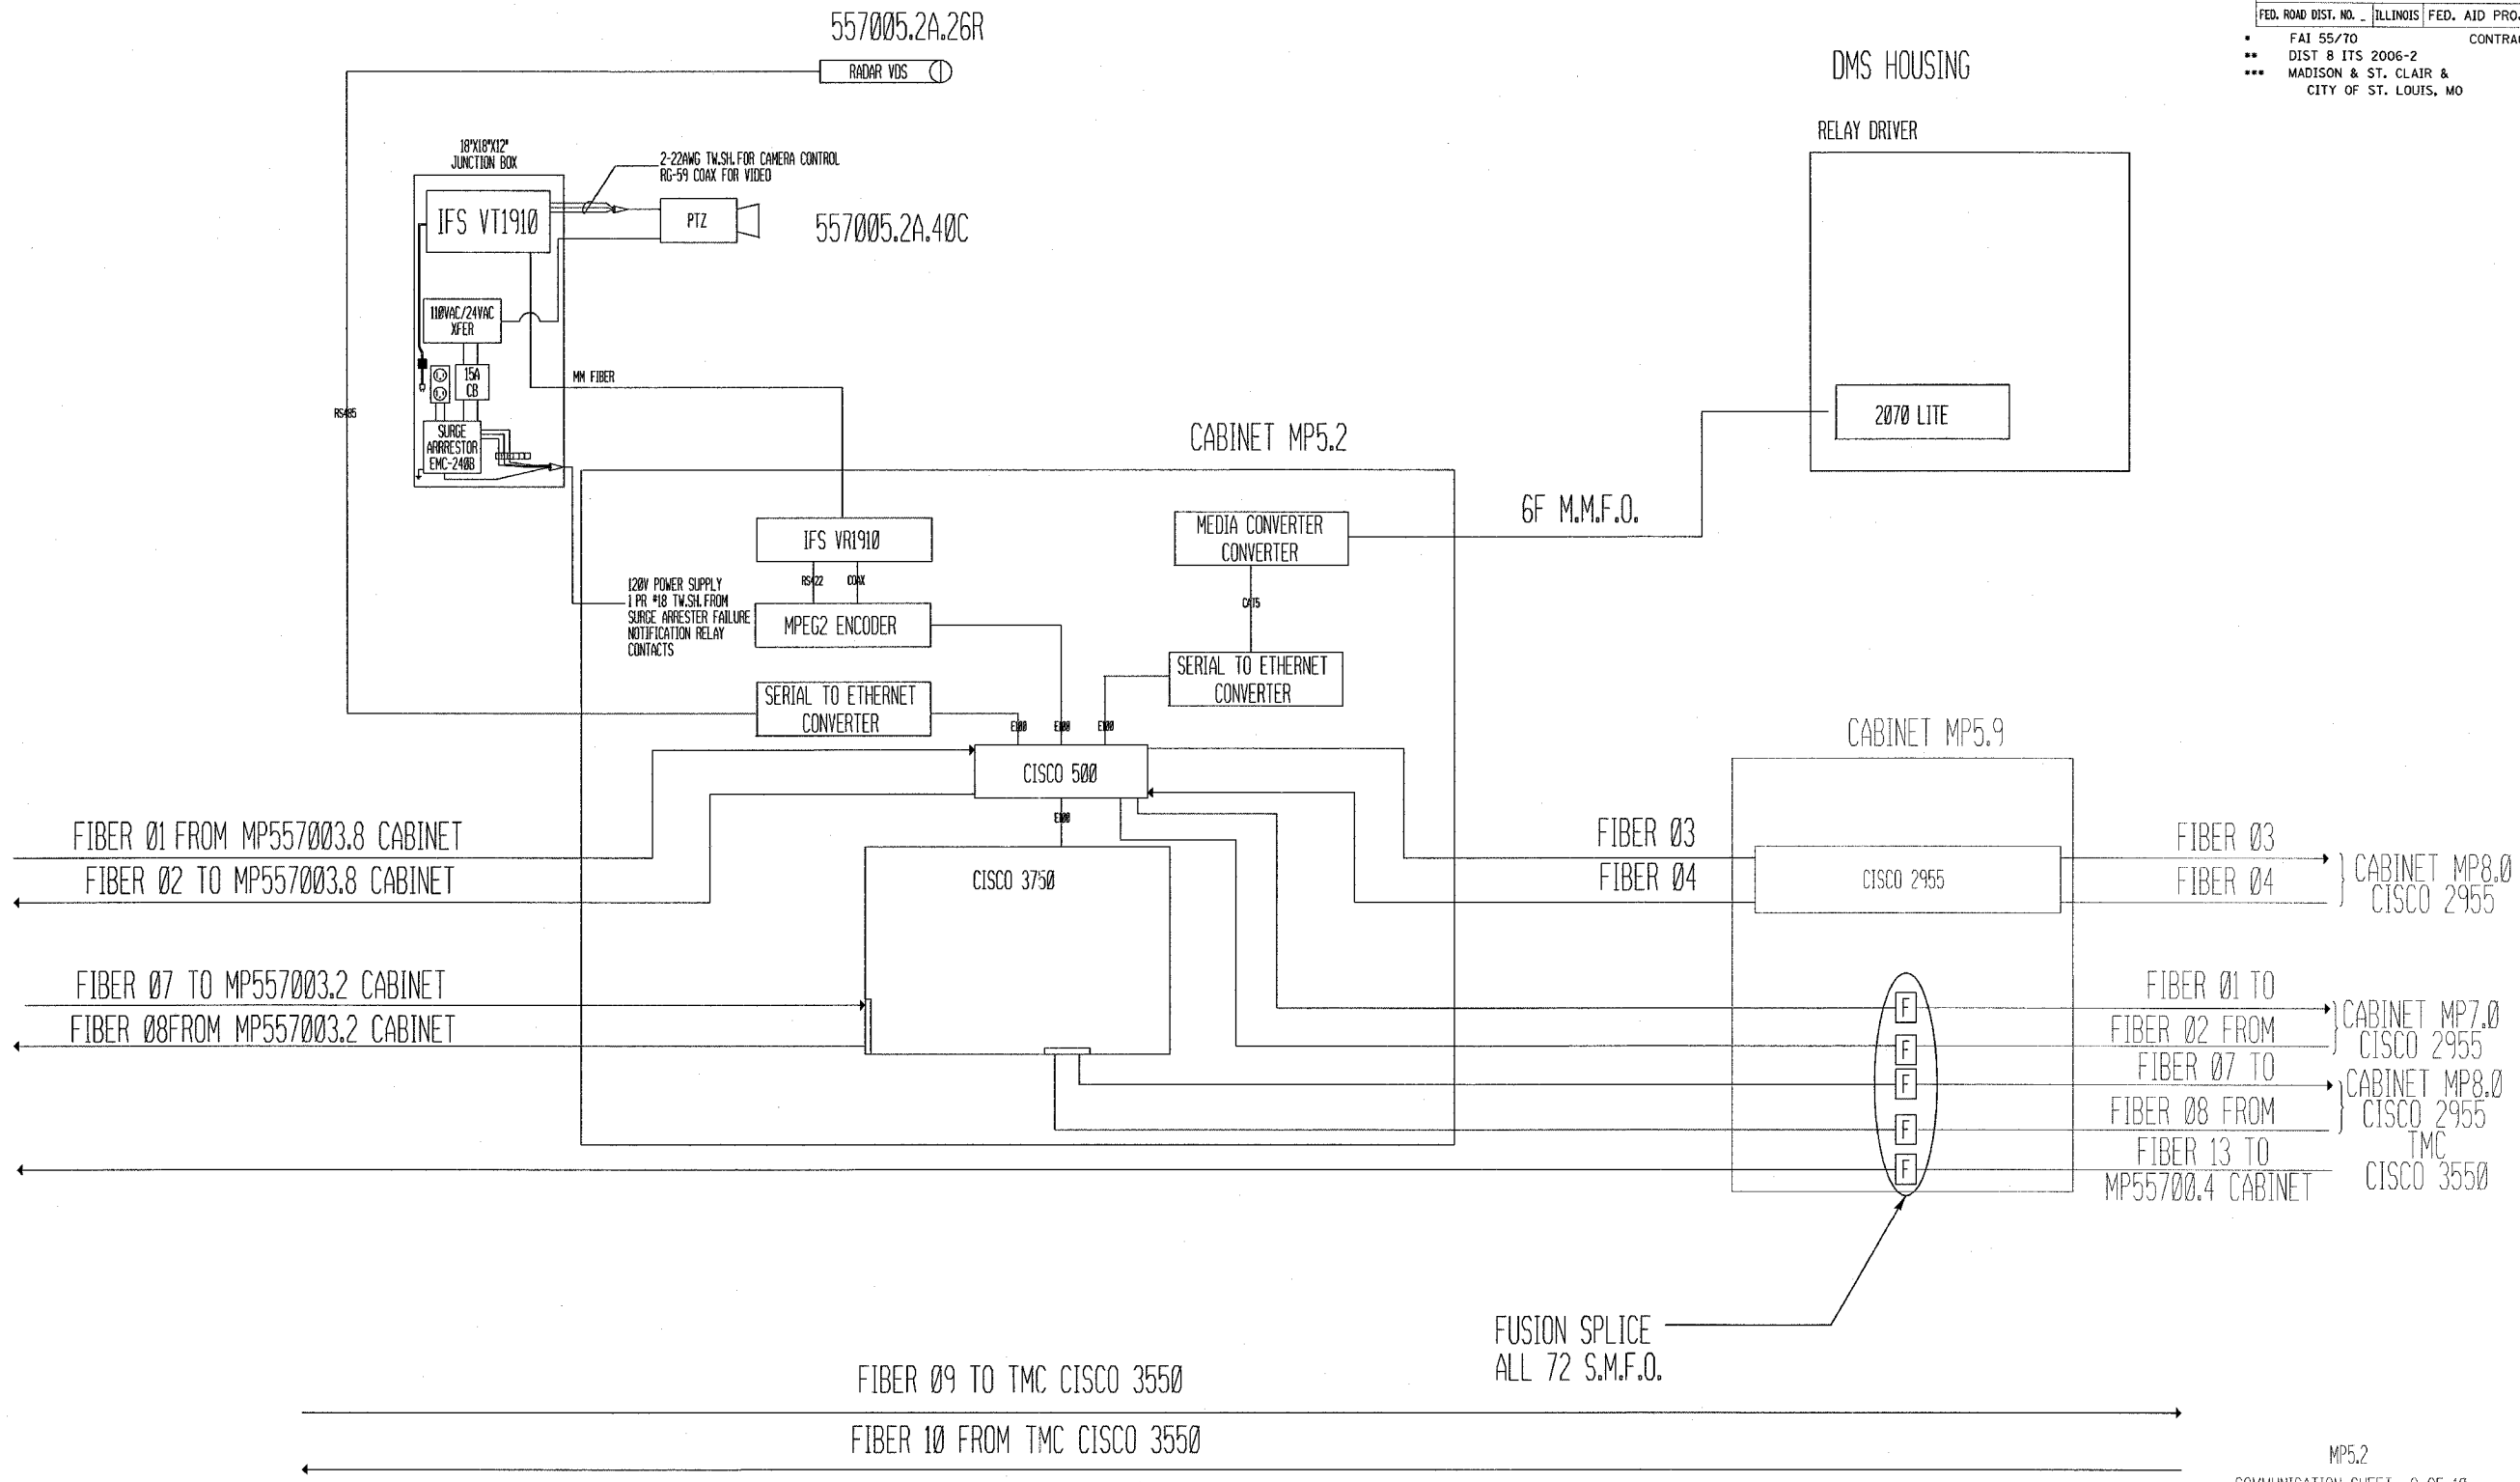 557005.2A.26R
RADAR VDS
DMS HOUSING
FED. ROAD DIST. NO. _ ILLINOIS FED. AID PRO
* FAI 55/70 CONTRAC
** DIST 8 ITS 2006-2
*** MADISON & ST. CLAIR &
CITY OF ST. LOUIS, MO
RELAY DRIVER
18"X18"X12"
JUNCTION BOX
2-22AWG TW.SH. FOR CAMERA CONTROL
RG-59 COAX FOR VIDEO
IFS VT1910
PTZ
557005.2A.40C
110VAC/24VAC
XFER
15A
CB
MM FIBER
RS485
SURGE
ARRRESTOR
EMC-240B
2070 LITE
CABINET MP5.2
6F M.M.F.O.
MEDIA CONVERTER
CONVERTER
IFS VR1910
RS422 COAX
CAT5
120V POWER SUPPLY
1 PR #18 TW.SH. FROM
SURGE ARRESTER FAILURE
NOTIFICATION RELAY
CONTACTS
MPEG2 ENCODER
SERIAL TO ETHERNET
CONVERTER
SERIAL TO ETHERNET
CONVERTER
E100 E100 E100
CISCO 500
E100
CISCO 3750
CABINET MP5.9
FIBER 01 FROM MP557003.8 CABINET
FIBER 02 TO MP557003.8 CABINET
FIBER 03
FIBER 04
CISCO 2955
FIBER 03
FIBER 04
CABINET MP8.0
CISCO 2955
FIBER 07 TO MP557003.2 CABINET
FIBER 08FROM MP557003.2 CABINET
F
F
F
F
F
FIBER 01 TO
FIBER 02 FROM
CABINET MP7.0
CISCO 2955
FIBER 07 TO
FIBER 08 FROM
CABINET MP8.0
CISCO 2955
FIBER 13 TO
MP55700.4 CABINET
TMC
CISCO 3550
FUSION SPLICE
ALL 72 S.M.F.O.
FIBER 09 TO TMC CISCO 3550
FIBER 10 FROM TMC CISCO 3550
MP5.2